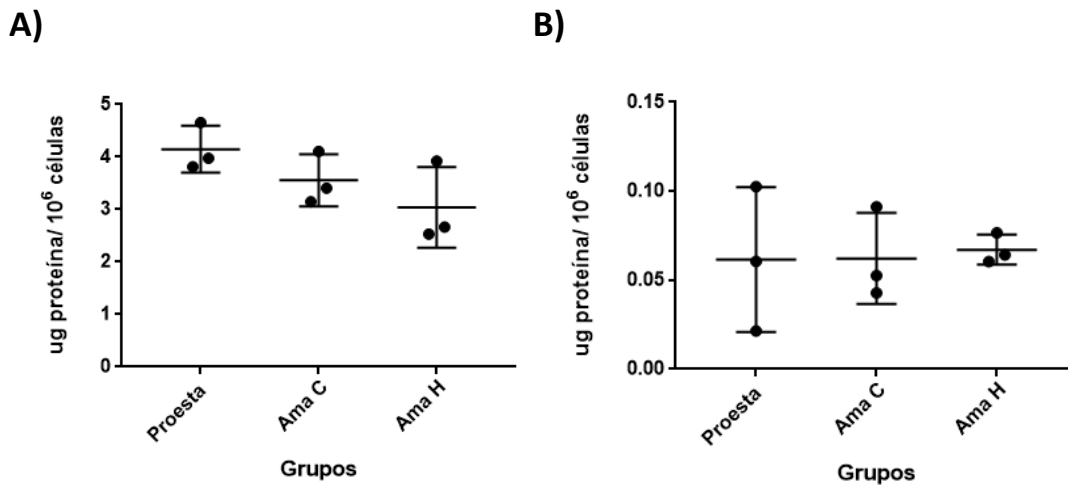 A)
ug proteína/ 10⁶ células
5
4
3
2
1
0
Proesta
Ama C
Ama H
Grupos
B)
ug proteína/ 10⁶ células
0.15
0.10
0.05
0.00
Proesta
Ama C
Ama H
Grupos